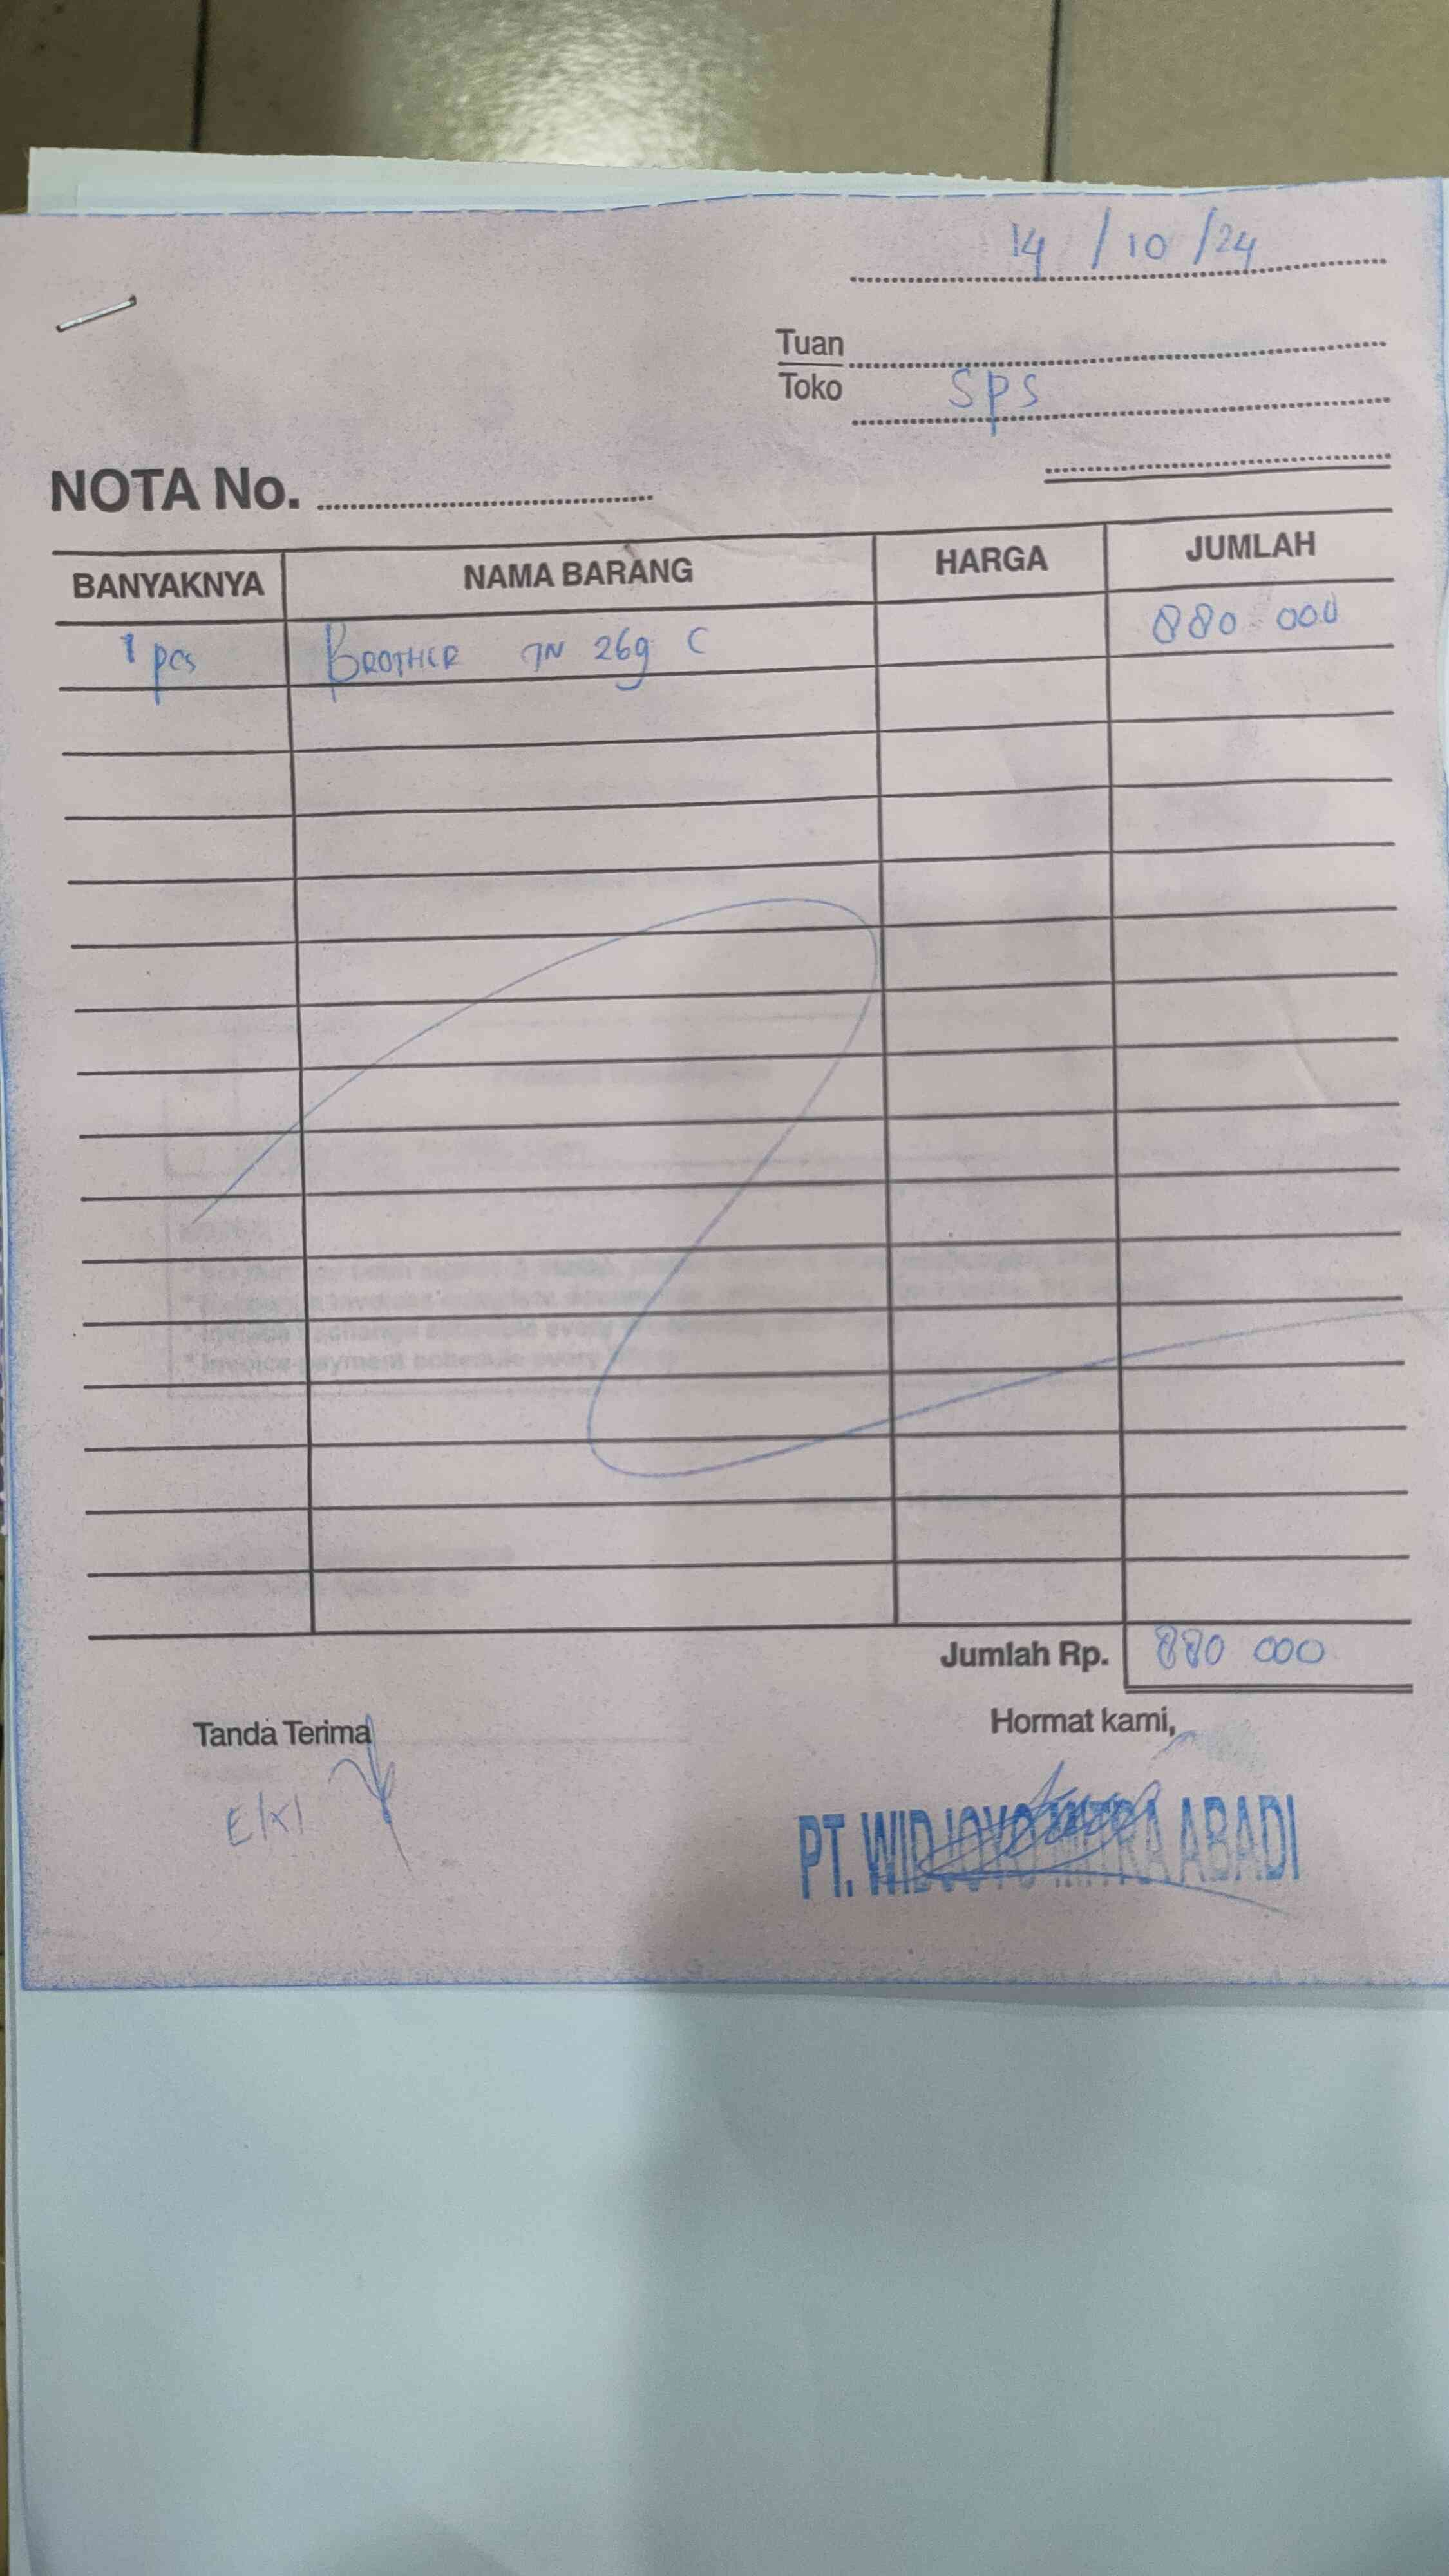 14 / 10 / 24
Tuan
Toko SPS
NOTA No.
BANYAKNYA NAMA BARANG HARGA JUMLAH
1 pcs BROTHER TN 269 C 880 000
Jumlah Rp. 880 000
Tanda Terima Hormat kami,
EKI PT. WIDJOYO MITRA ABADI